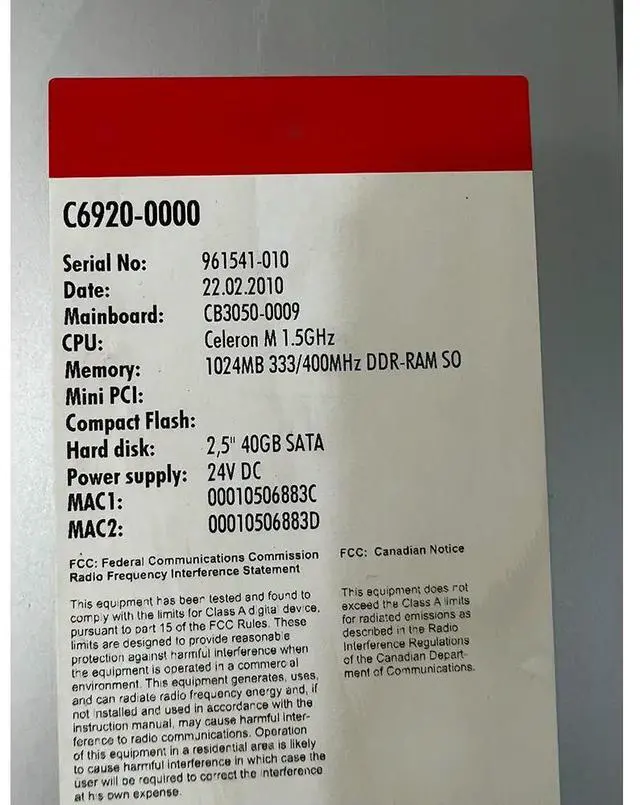 C6920-0000
Serial No: 961541-010
Date: 22.02.2010
Mainboard: CB3050-0009
CPU: Celeron M 1.5GHz
Memory: 1024MB 333/400MHz DDR-RAM SO
Mini PCI:
Compact Flash:
Hard disk: 2,5" 40GB SATA
Power supply: 24V DC
MAC1: 00010506883C
MAC2: 00010506883D
FCC: Federal Communications Commission
Radio Frequency Interference Statement
This equipment has been tested and found to
comply with the limits for Class A digital device,
pursuant to part 15 of the FCC Rules. These
limits are designed to provide reasonable
protection against harmful interference when
the equipment is operated in a commercial
environment. This equipment generates, uses,
and can radiate radio frequency energy and, if
not installed and used in accordance with the
instruction manual, may cause harmful inter-
ference to radio communications. Operation
of this equipment in a residential area is likely
to cause harmful interference in which case the
user will be required to correct the interference
at his own expense.
FCC: Canadian Notice
This equipment does not
exceed the Class A limits
for radiated emissions as
described in the Radio
Interference Regulations
of the Canadian Depart-
ment of Communications.